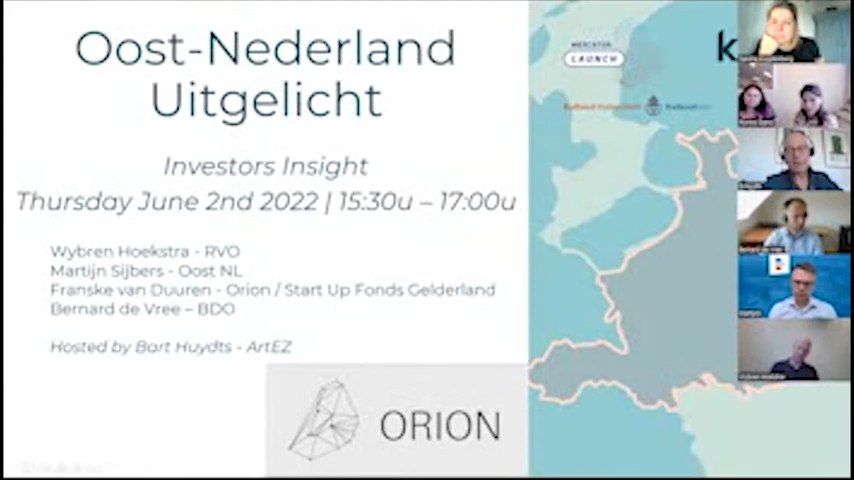 Oost-Nederland
Uitgelicht
Investors Insight
Thursday June 2nd 2022 | 15:30u – 17:00u
Wybren Hoekstra - RVO
Martijn Sijbers - Oost NL
Franske van Duuren - Orion / Start Up Fonds Gelderland
Bernard de Vree – BDO
Hosted by Bart Huydts - ArtEZ
ORION
MERCATOR
LAUNCH
k